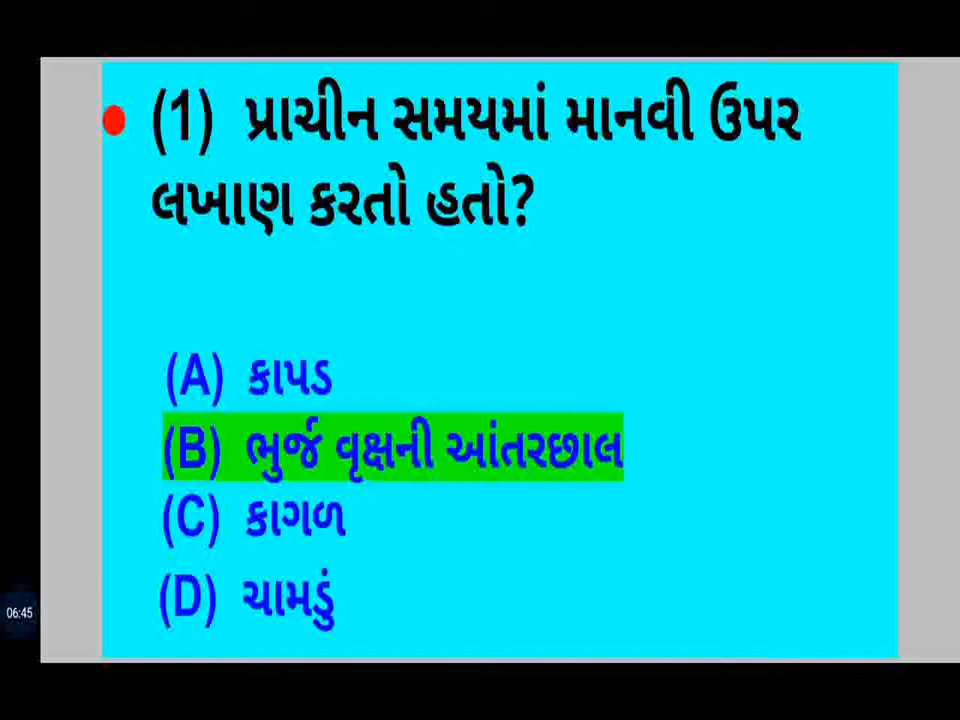 (1) પ્રાચીન સમયમાં માનવી ઉપર
લખાણ કરતો હતો?
(A) કાપડ
(B) ભુર્જ વૃક્ષની આંતરછાલ
(C) કાગળ
(D) ચામડું
06:45